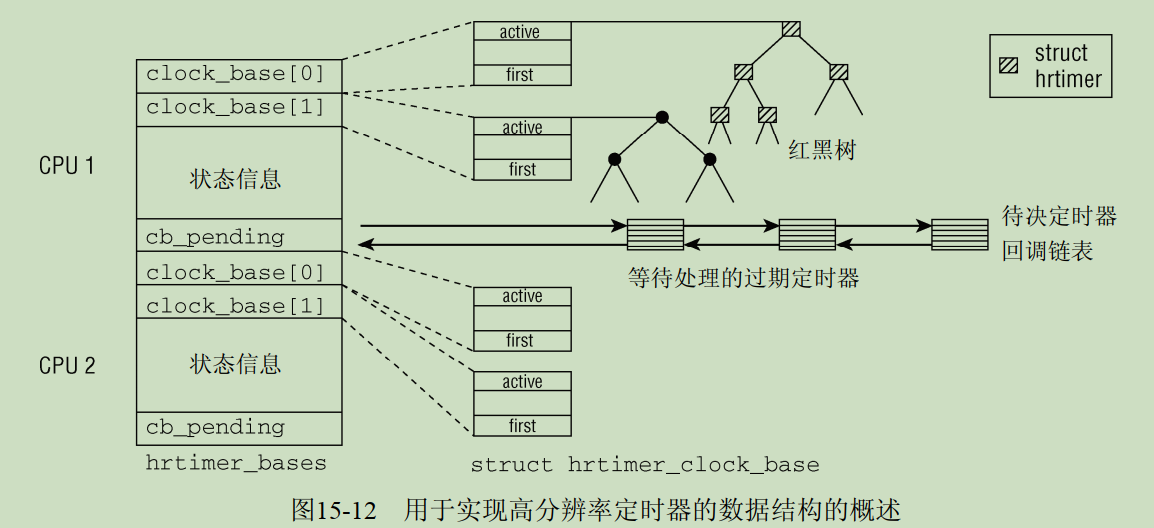 active
first
struct
hrtimer
clock_base[0]
clock_base[1]
active
first
红黑树
CPU 1
状态信息
cb_pending
待决定时器
回调链表
等待处理的过期定时器
clock_base[0]
clock_base[1]
active
first
CPU 2
状态信息
active
first
cb_pending
hrtimer_bases
struct hrtimer_clock_base
图15-12 用于实现高分辨率定时器的数据结构的概述